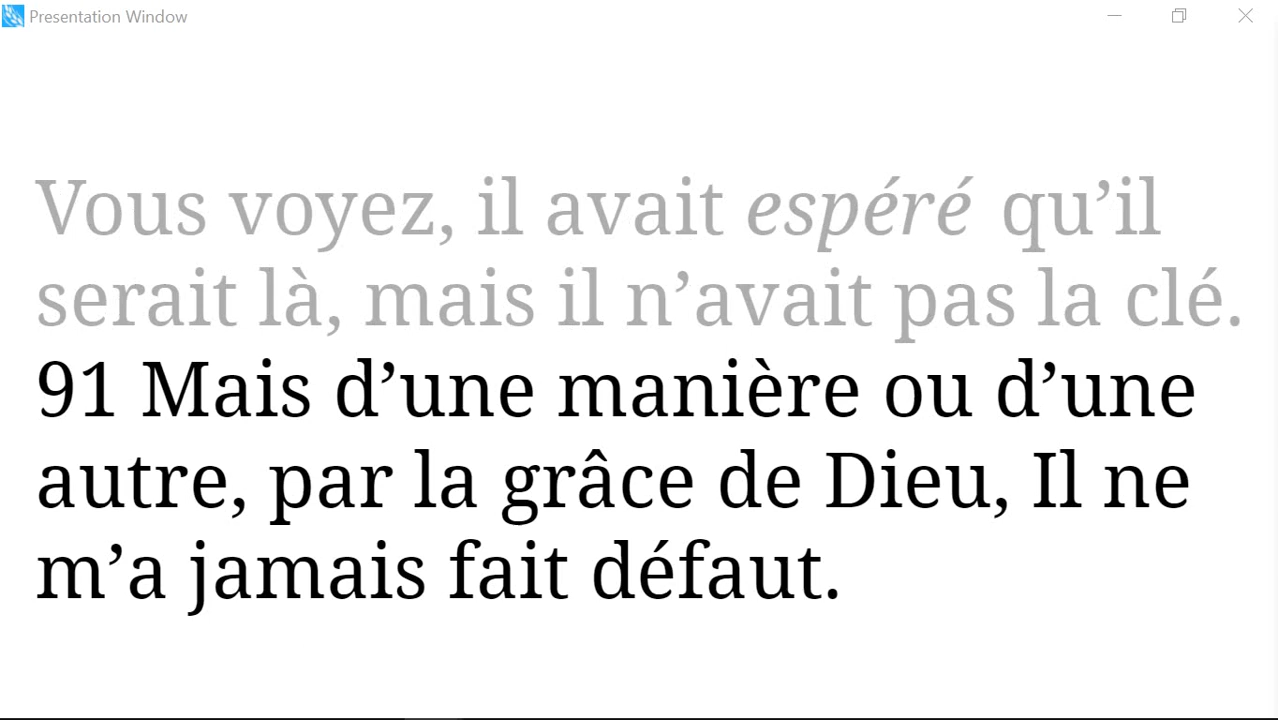 Presentation Window
Vous voyez, il avait espéré qu’il
serait là, mais il n’avait pas la clé.
91 Mais d’une manière ou d’une
autre, par la grâce de Dieu, Il ne
m’a jamais fait défaut.